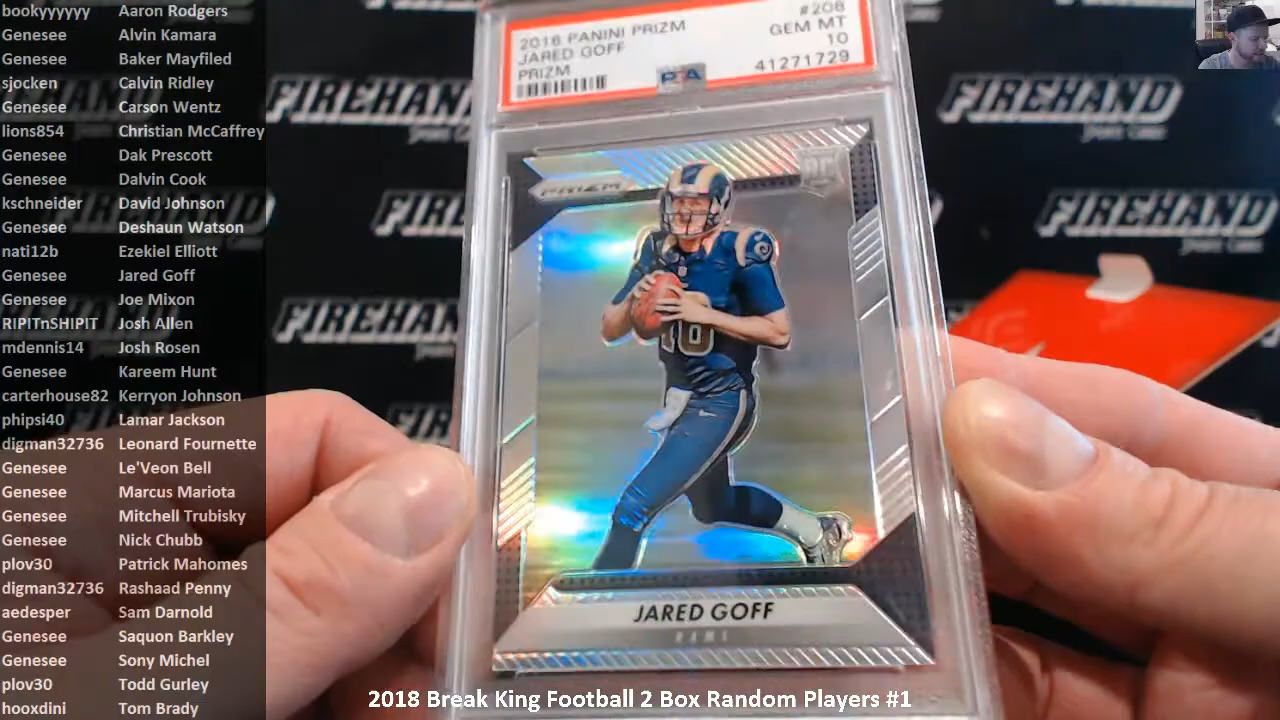 bookyyyyyy Aaron Rodgers
Genesee Alvin Kamara
Genesee Baker Mayfiled
sjocken Calvin Ridley
Genesee Carson Wentz
lions854 Christian McCaffrey
Genesee Dak Prescott
Genesee Dalvin Cook
kschneider David Johnson
Genesee Deshaun Watson
nati12b Ezekiel Elliott
Genesee Jared Goff
Genesee Joe Mixon
RIPITnSHIPIT Josh Allen
mdennis14 Josh Rosen
Genesee Kareem Hunt
carterhouse82 Kerryon Johnson
phipsi40 Lamar Jackson
digman32736 Leonard Fournette
Genesee Le'Veon Bell
Genesee Marcus Mariota
Genesee Mitchell Trubisky
Genesee Nick Chubb
plov30 Patrick Mahomes
digman32736 Rashaad Penny
aedesper Sam Darnold
Genesee Saquon Barkley
Genesee Sony Michel
plov30 Todd Gurley
hooxdini Tom Brady
2016 PANINI PRIZM #208
JARED GOFF GEM MT
PRIZM 10
PSA 41271729
PRIZM RC
16
JARED GOFF
RAMS
FIREHAND
FIREHAND
FIREHAND
FIREHAND
2018 Break King Football 2 Box Random Players #1